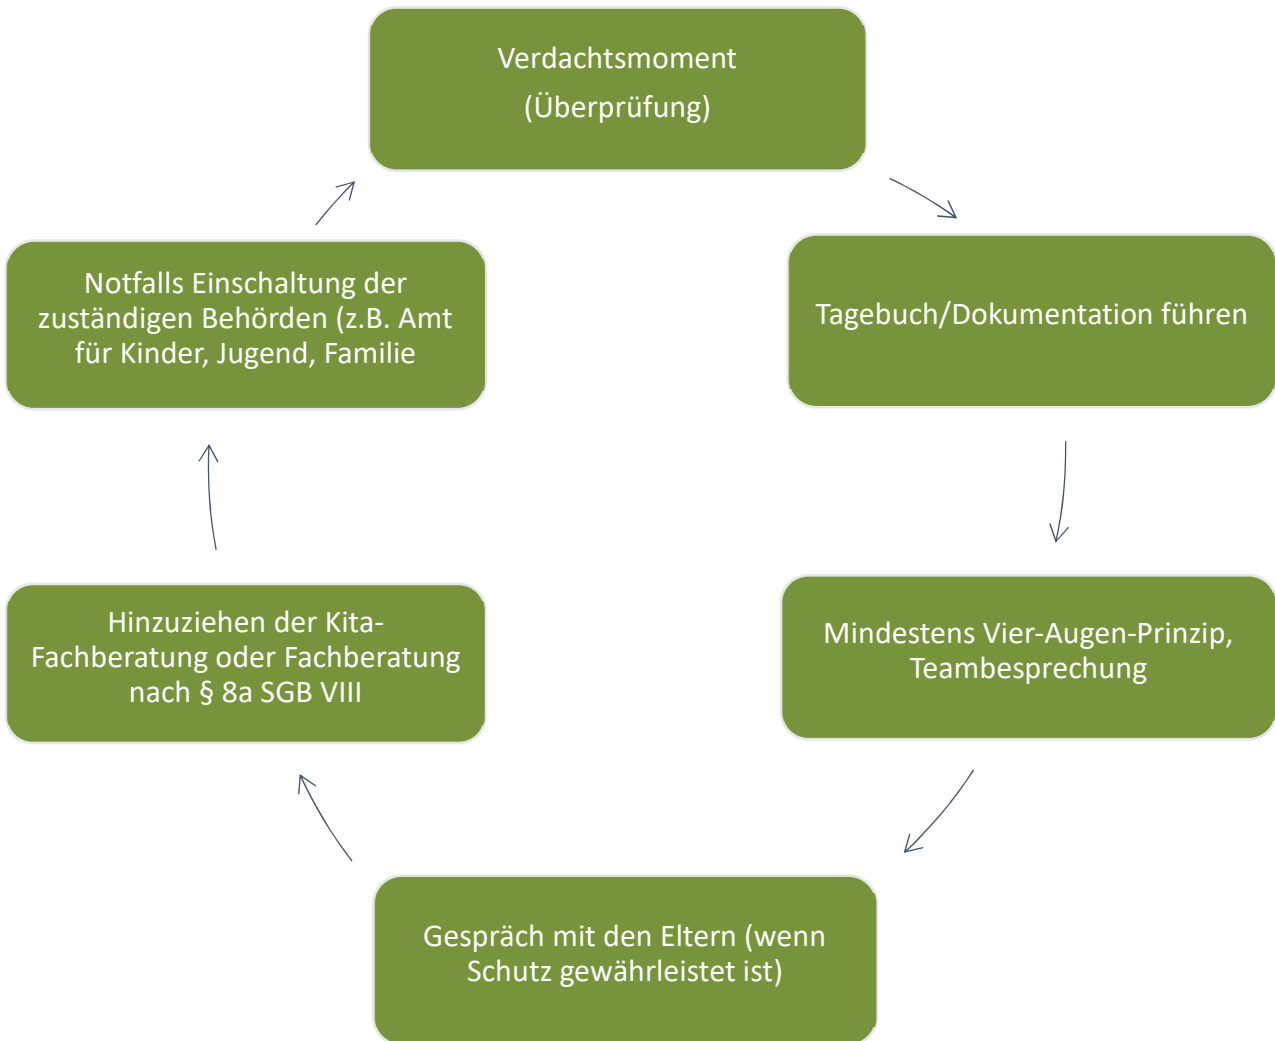 Verdachtsmoment
(Überprüfung)
Tagebuch/Dokumentation führen
Mindestens Vier-Augen-Prinzip,
Teambesprechung
Gespräch mit den Eltern (wenn
Schutz gewährleistet ist)
Hinzuziehen der Kita-
Fachberatung oder Fachberatung
nach § 8a SGB VIII
Notfalls Einschaltung der
zuständigen Behörden (z.B. Amt
für Kinder, Jugend, Familie